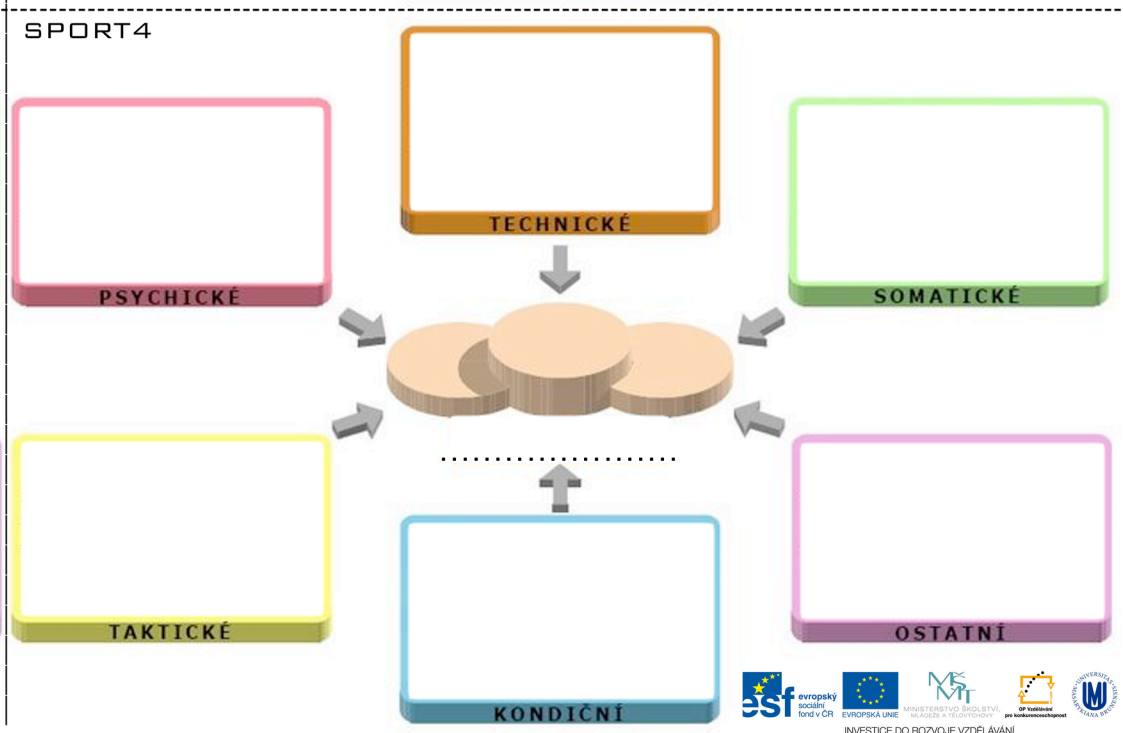 SPORT4
TECHNICKÉ
PSYCHICKÉ
SOMATICKÉ
TAKTICKÉ
OSTATNÍ
KONDIČNÍ
esf evropský sociální fond v ČR
EVROPSKÁ UNIE
MINISTERSTVO ŠKOLSTVÍ,
MLÁDEŽE A TĚLOVÝCHOVY
OP Vzdělávání
pro konkurenceschopnost
INVESTICE DO ROZVOJE VZDĚLÁVÁNÍ